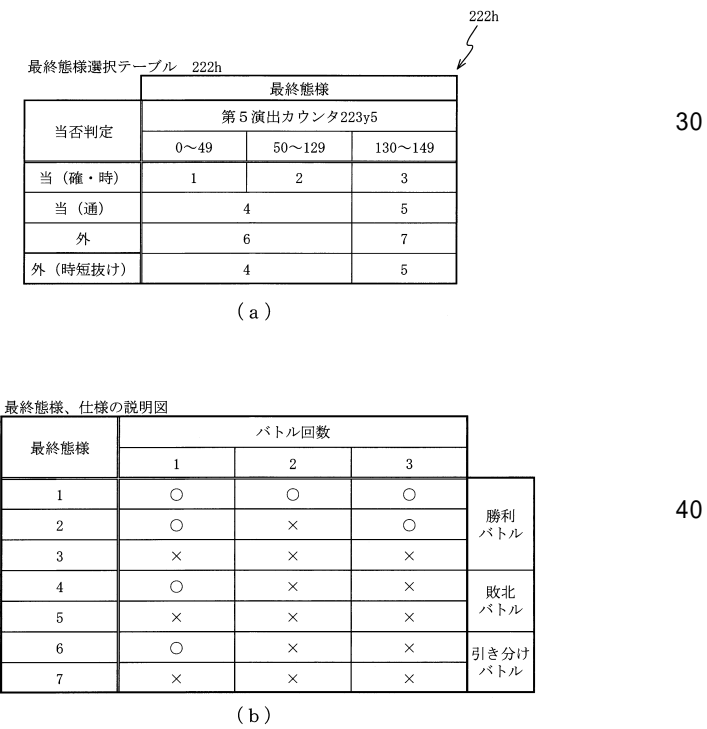 222h
最終態様選択テーブル 222h
最終態様
当否判定
第5演出カウンタ223y5
0～49 50～129 130～149
当（確・時） 1 2 3
当（通） 4 5
外 6 7
外（時短抜け） 4 5
(a)
30
最終態様、仕様の説明図
最終態様
バトル回数
1 2 3
1 ○ ○ ○
2 ○ × ○
3 × × ×
勝利
バトル
4 ○ × ×
5 × × ×
敗北
バトル
6 ○ × ×
7 × × ×
引き分け
バトル
(b)
40